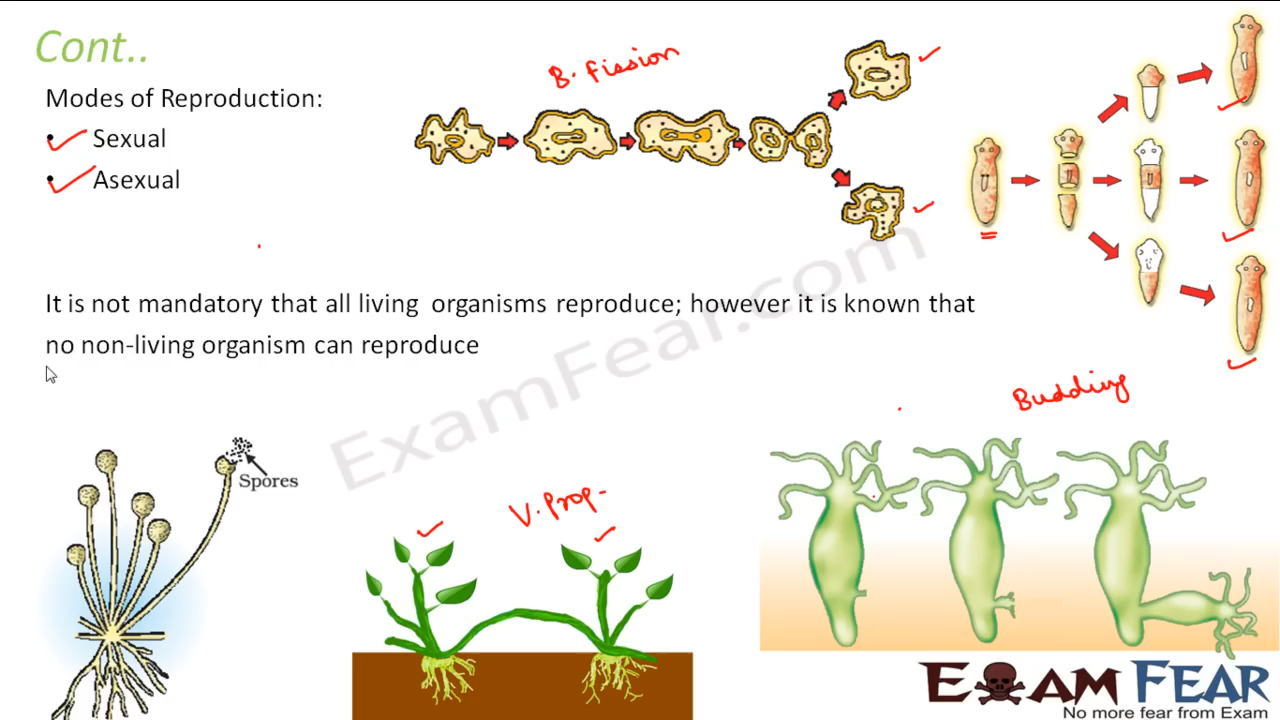 Cont..
Modes of Reproduction:
• Sexual
• Asexual
B. Fission
It is not mandatory that all living organisms reproduce; however it is known that
no non-living organism can reproduce
Budding
Spores
V. Prop-
ExamFear.com
EXAM FEAR
No more fear from Exam